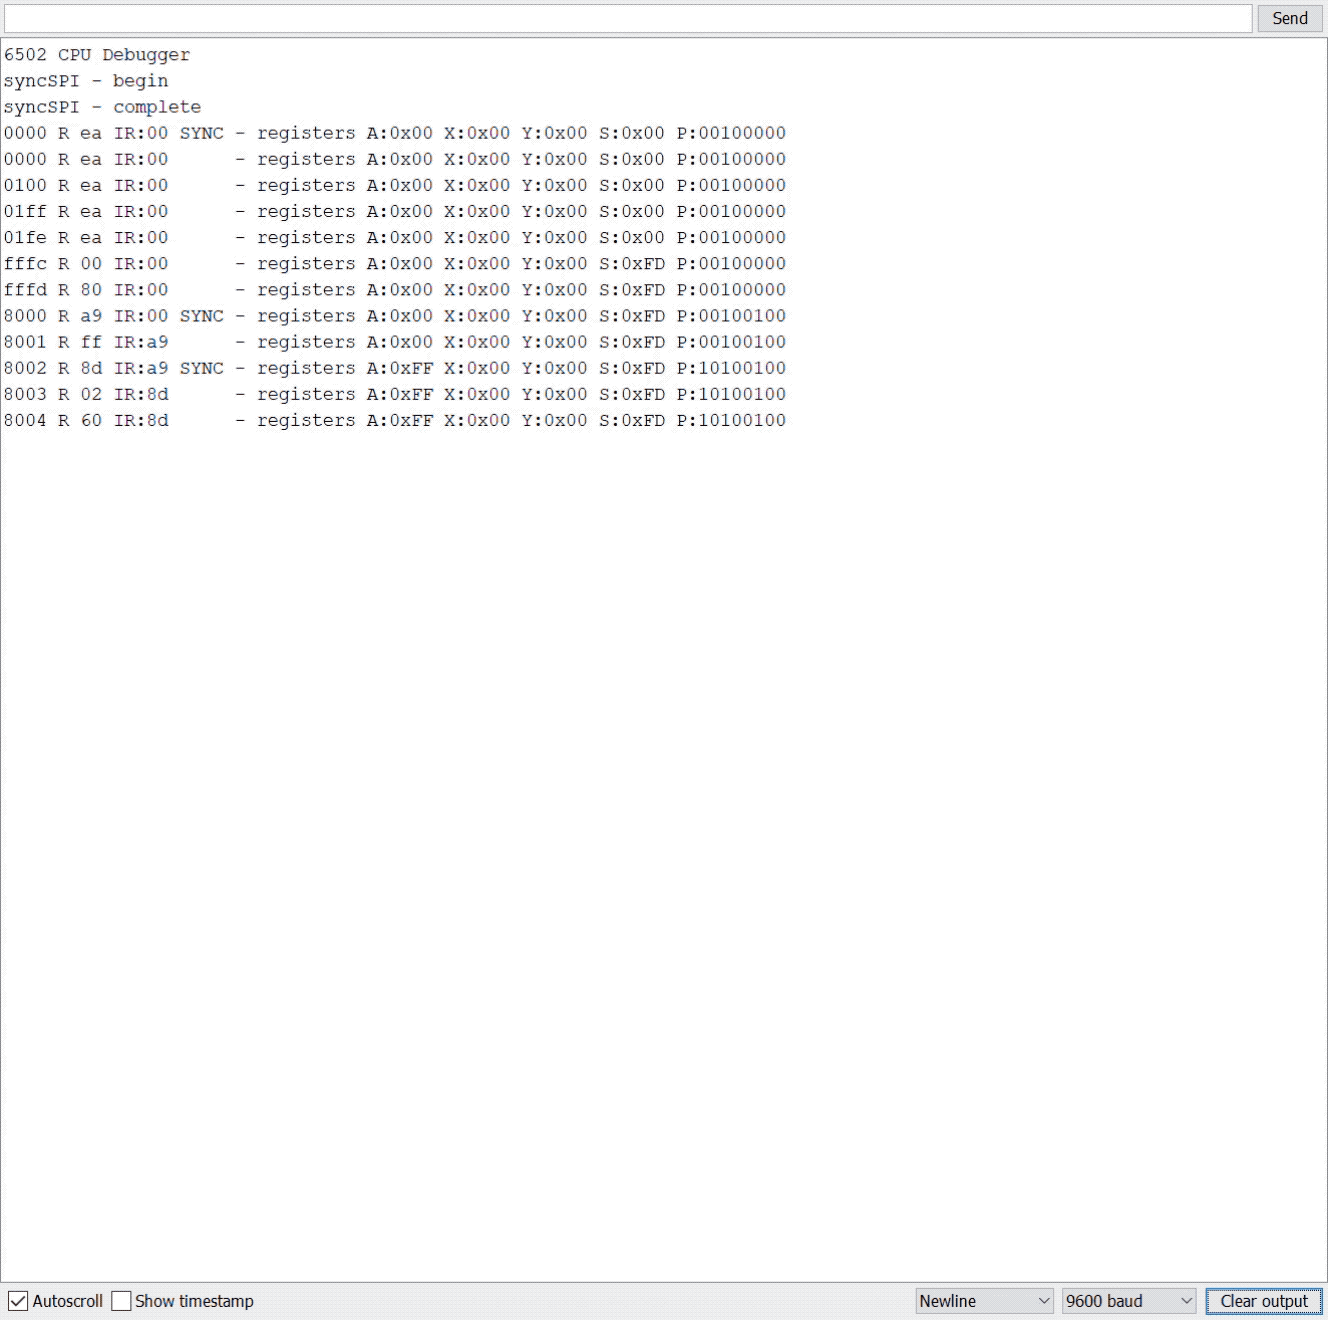 Send
6502 CPU Debugger
syncSPI - begin
syncSPI - complete
0000 R ea IR:00 SYNC - registers A:0x00 X:0x00 Y:0x00 S:0x00 P:00100000
0000 R ea IR:00      - registers A:0x00 X:0x00 Y:0x00 S:0x00 P:00100000
0100 R ea IR:00      - registers A:0x00 X:0x00 Y:0x00 S:0x00 P:00100000
01ff R ea IR:00      - registers A:0x00 X:0x00 Y:0x00 S:0x00 P:00100000
01fe R ea IR:00      - registers A:0x00 X:0x00 Y:0x00 S:0x00 P:00100000
fffc R 00 IR:00      - registers A:0x00 X:0x00 Y:0x00 S:0xFD P:00100000
fffd R 80 IR:00      - registers A:0x00 X:0x00 Y:0x00 S:0xFD P:00100000
8000 R a9 IR:00 SYNC - registers A:0x00 X:0x00 Y:0x00 S:0xFD P:00100100
8001 R ff IR:a9      - registers A:0x00 X:0x00 Y:0x00 S:0xFD P:00100100
8002 R 8d IR:a9 SYNC - registers A:0xFF X:0x00 Y:0x00 S:0xFD P:10100100
8003 R 02 IR:8d      - registers A:0xFF X:0x00 Y:0x00 S:0xFD P:10100100
8004 R 60 IR:8d      - registers A:0xFF X:0x00 Y:0x00 S:0xFD P:10100100
Autoscroll Show timestamp Newline 9600 baud Clear output